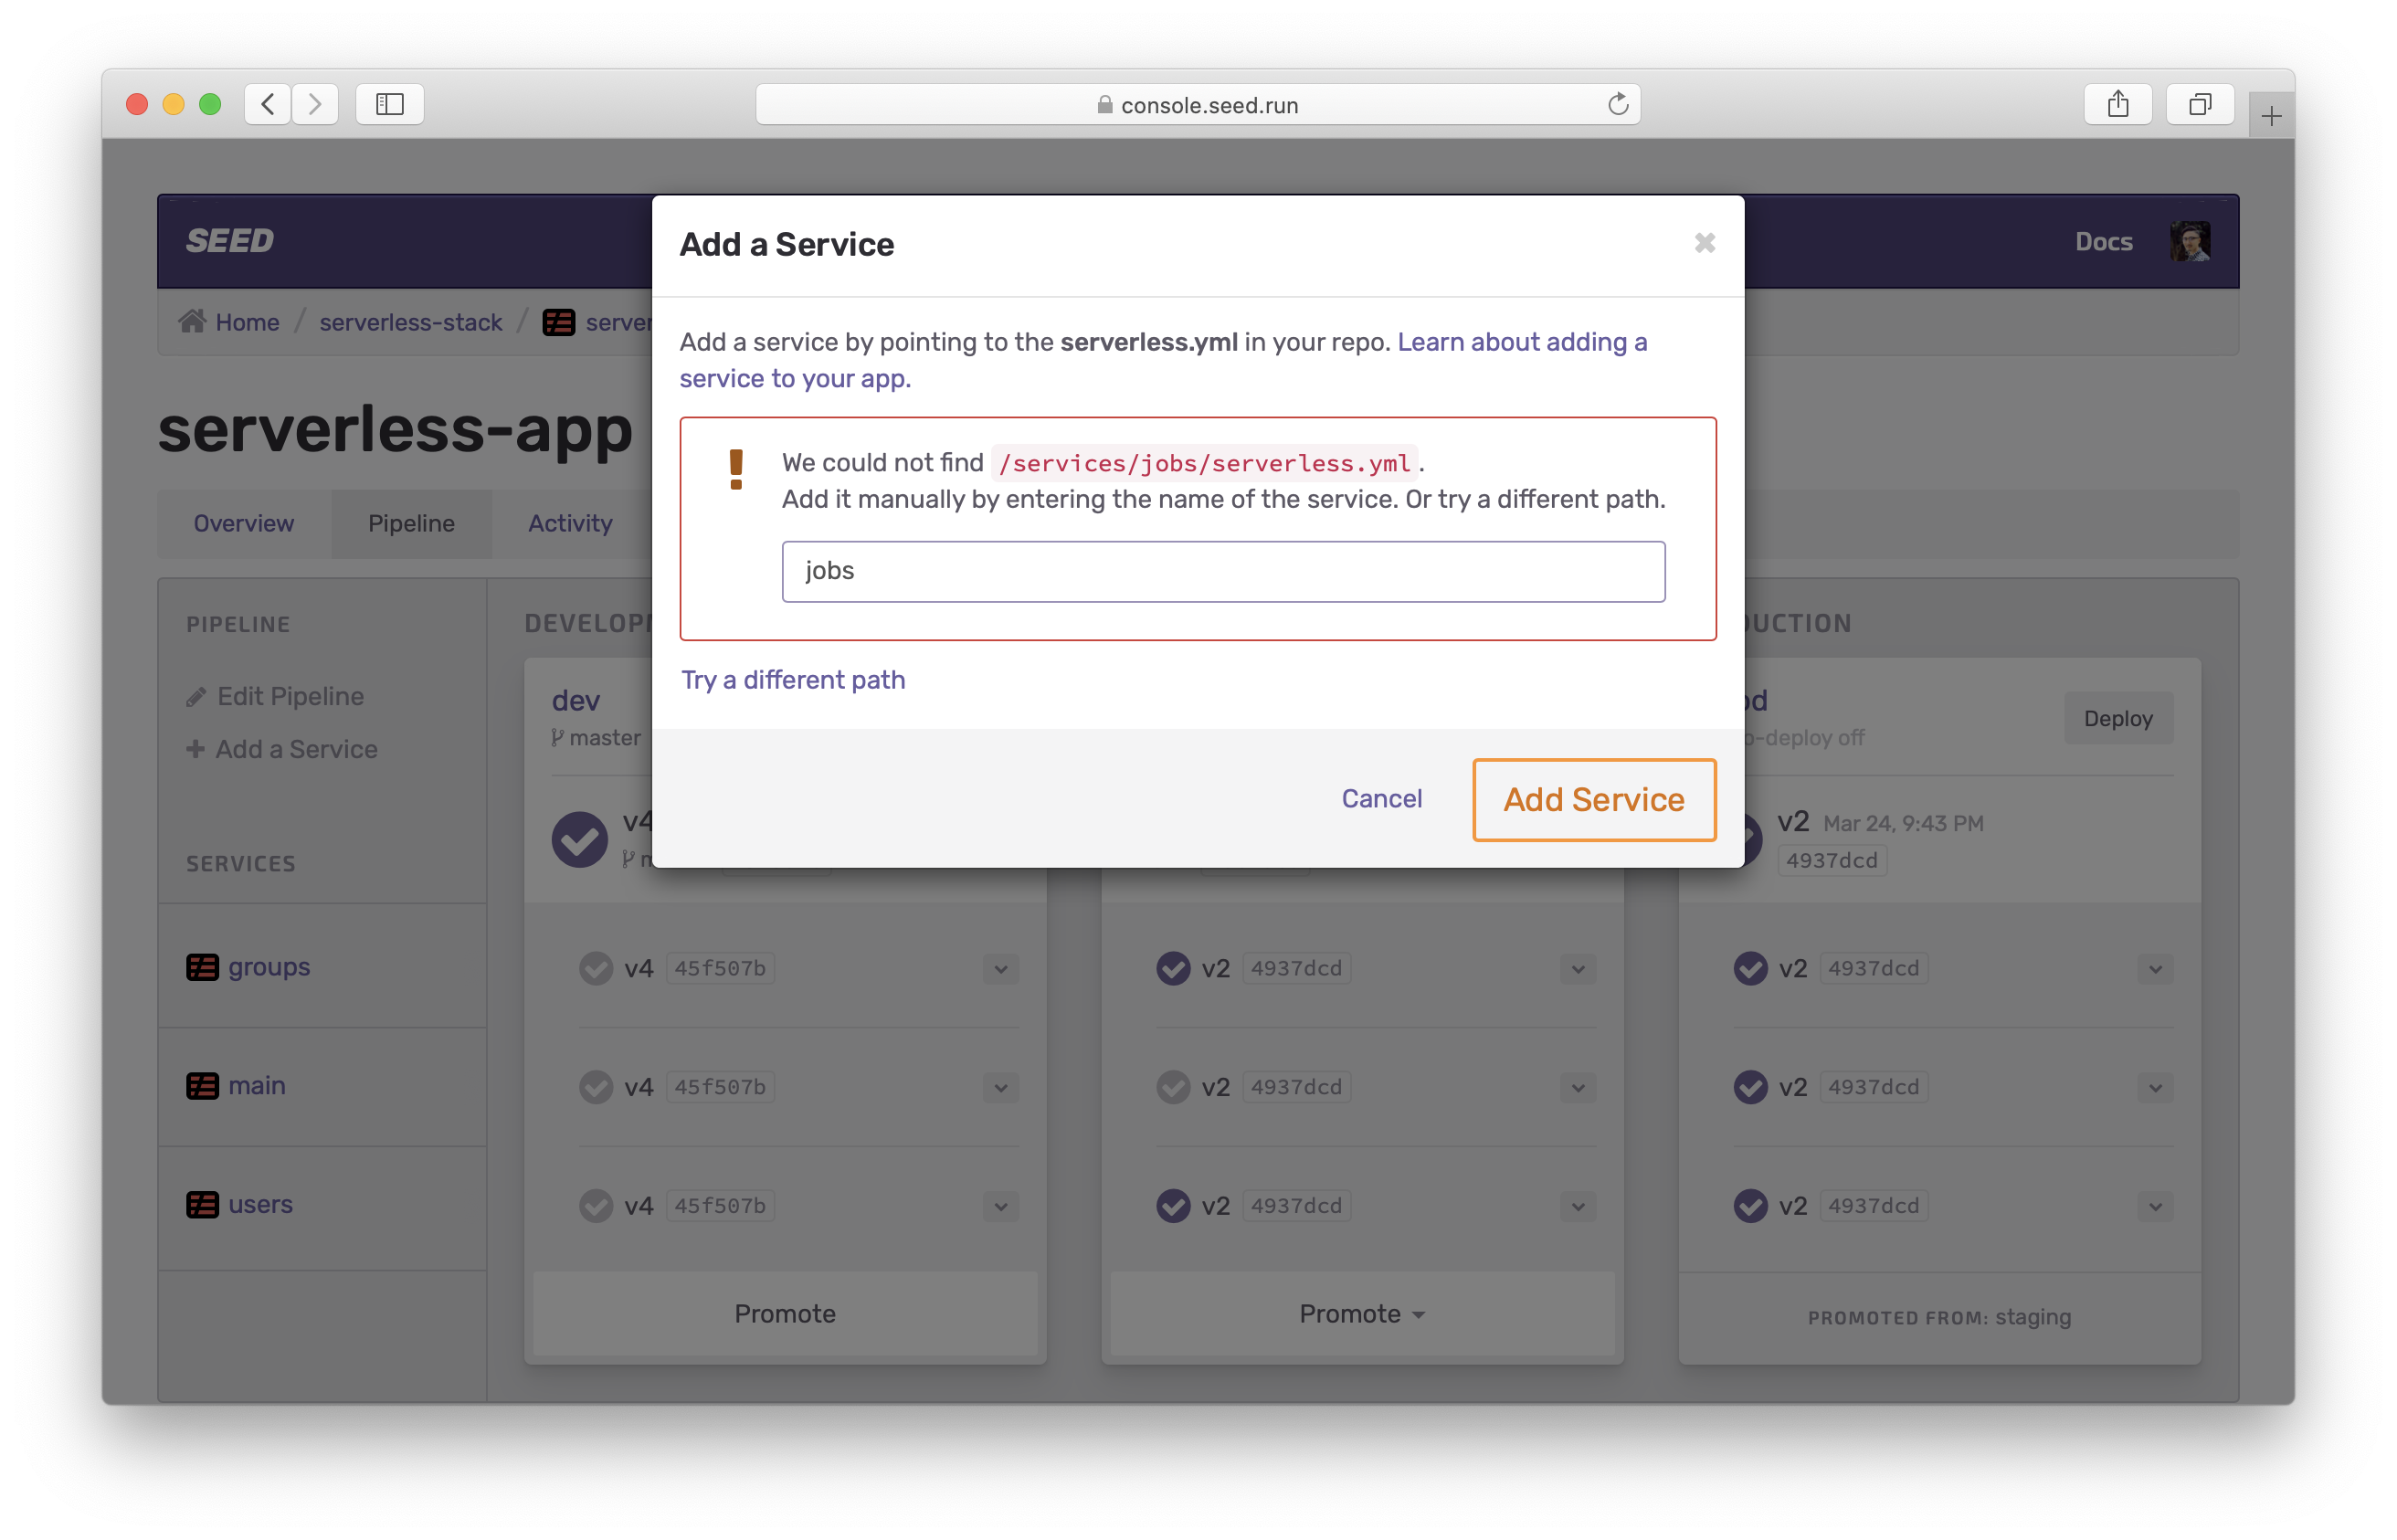 console.seed.run
SEED
Docs
Home / serverless-stack /
serverless-app
Overview
Pipeline
Activity
Add a Service
Add a service by pointing to the serverless.yml in your repo. Learn about adding a
service to your app.
We could not find /services/jobs/serverless.yml.
Add it manually by entering the name of the service. Or try a different path.
jobs
Try a different path
Cancel
Add Service
PIPELINE
Edit Pipeline
Add a Service
SERVICES
groups
main
users
dev
master
v4
v4 45f507b
v4 45f507b
v4 45f507b
Promote
v2 4937dcd
v2 4937dcd
v2 4937dcd
Promote
Deploy
v2 Mar 24, 9:43 PM
4937dcd
v2 4937dcd
v2 4937dcd
v2 4937dcd
PROMOTED FROM: staging